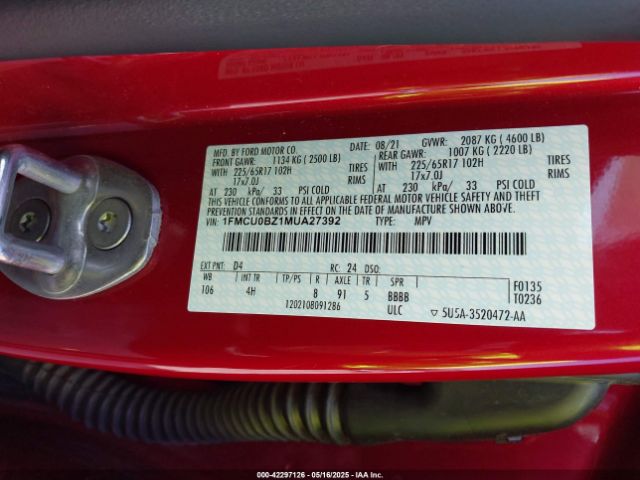 MFD. BY FORD MOTOR CO.
08/21 GVWR: 2087 KG (4600 LB)
FRONT GAWR: 1134 KG (2500 LB)
REAR GAWR: 1007 KG (2220 LB)
WITH 225/65R17 102H TIRES
WITH 225/65R17 102H TIRES
17x7.0J RIMS
17x7.0J RIMS
AT 230 kPa/ 33 PSI COLD
AT 230 kPa/ 33 PSI COLD
THIS VEHICLE CONFORMS TO ALL APPLICABLE FEDERAL MOTOR VEHICLE SAFETY AND
THEFT PREVENTION STANDARDS IN EFFECT ON THE DATE OF MANUFACTURE SHOWN ABOVE.
VIN: 1FMCU0BZ1MUA27392 TYPE: MPV
EXT PNT: D4 RC: 24 DSO:
WB INT TR TP/PS R AXLE TR SPR
106 4H 8 91 5 BBBB
F0135
T0236
1202108091286 ULC 5U5A-3520472-AA
00-42297126 - 05/16/2025 - IAAI, Inc.